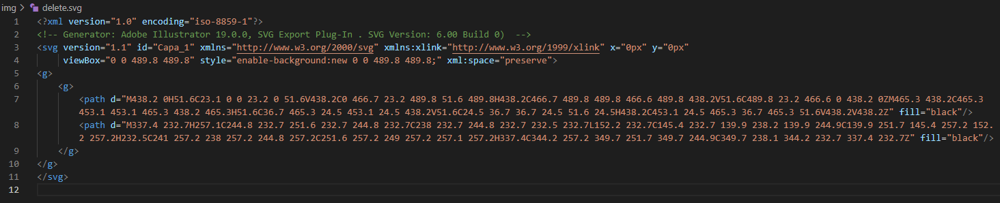 img > delete.svg
1 <?xml version="1.0" encoding="iso-8859-1"?>
2 <!-- Generator: Adobe Illustrator 19.0.0, SVG Export Plug-In . SVG Version: 6.00 Build 0)  -->
3 <svg version="1.1" id="Capa_1" xmlns="http://www.w3.org/2000/svg" xmlns:xlink="http://www.w3.org/1999/xlink" x="0px" y="0px"
4 viewBox="0 0 489.8 489.8" style="enable-background:new 0 0 489.8 489.8;" xml:space="preserve">
5 <g>
6 <g>
7 <path d="M438.2 0H51.6C23.1 0 0 23.2 0 51.6V438.2C0 466.7 23.2 489.8 51.6 489.8H438.2C466.7 489.8 489.8 466.6 489.8 438.2V51.6C489.8 23.2 466.6 0 438.2 0ZM465.3 438.2C465.3
453.1 453.1 465.3 438.2 465.3H51.6C36.7 465.3 24.5 453.1 24.5 438.2V51.6C24.5 36.7 36.7 24.5 51.6 24.5H438.2C453.1 24.5 465.3 36.7 465.3 51.6V438.2V438.2Z" fill="black"/>
8 <path d="M337.4 232.7H257.1C244.8 232.7 251.6 232.7 244.8 232.7C238 232.7 244.8 232.7 232.5 232.7L152.2 232.7C145.4 232.7 139.9 238.2 139.9 244.9C139.9 251.7 145.4 257.2 152.
2 257.2H232.5C241 257.2 238 257.2 244.8 257.2C251.6 257.2 249 257.2 257.1 257.2H337.4C344.2 257.2 349.7 251.7 349.7 244.9C349.7 238.1 344.2 232.7 337.4 232.7Z" fill="black"/>
9 </g>
10 </g>
11 </svg>
12